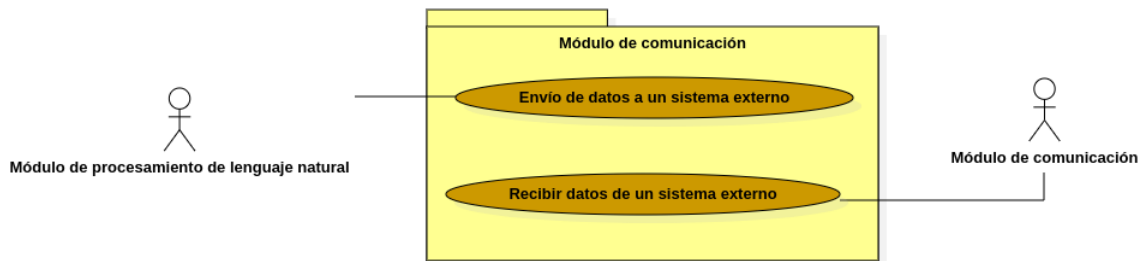 Módulo de comunicación
Envío de datos a un sistema externo
Módulo de procesamiento de lenguaje natural
Módulo de comunicación
Recibir datos de un sistema externo